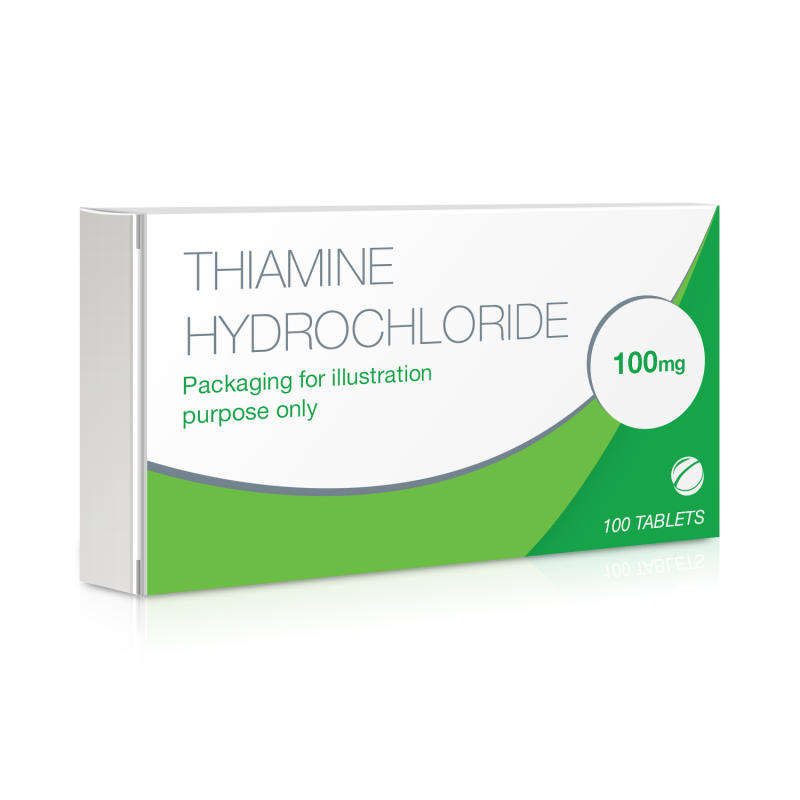 THIAMINE
HYDROCHLORIDE
Packaging for illustration
purpose only
100mg
100 TABLETS